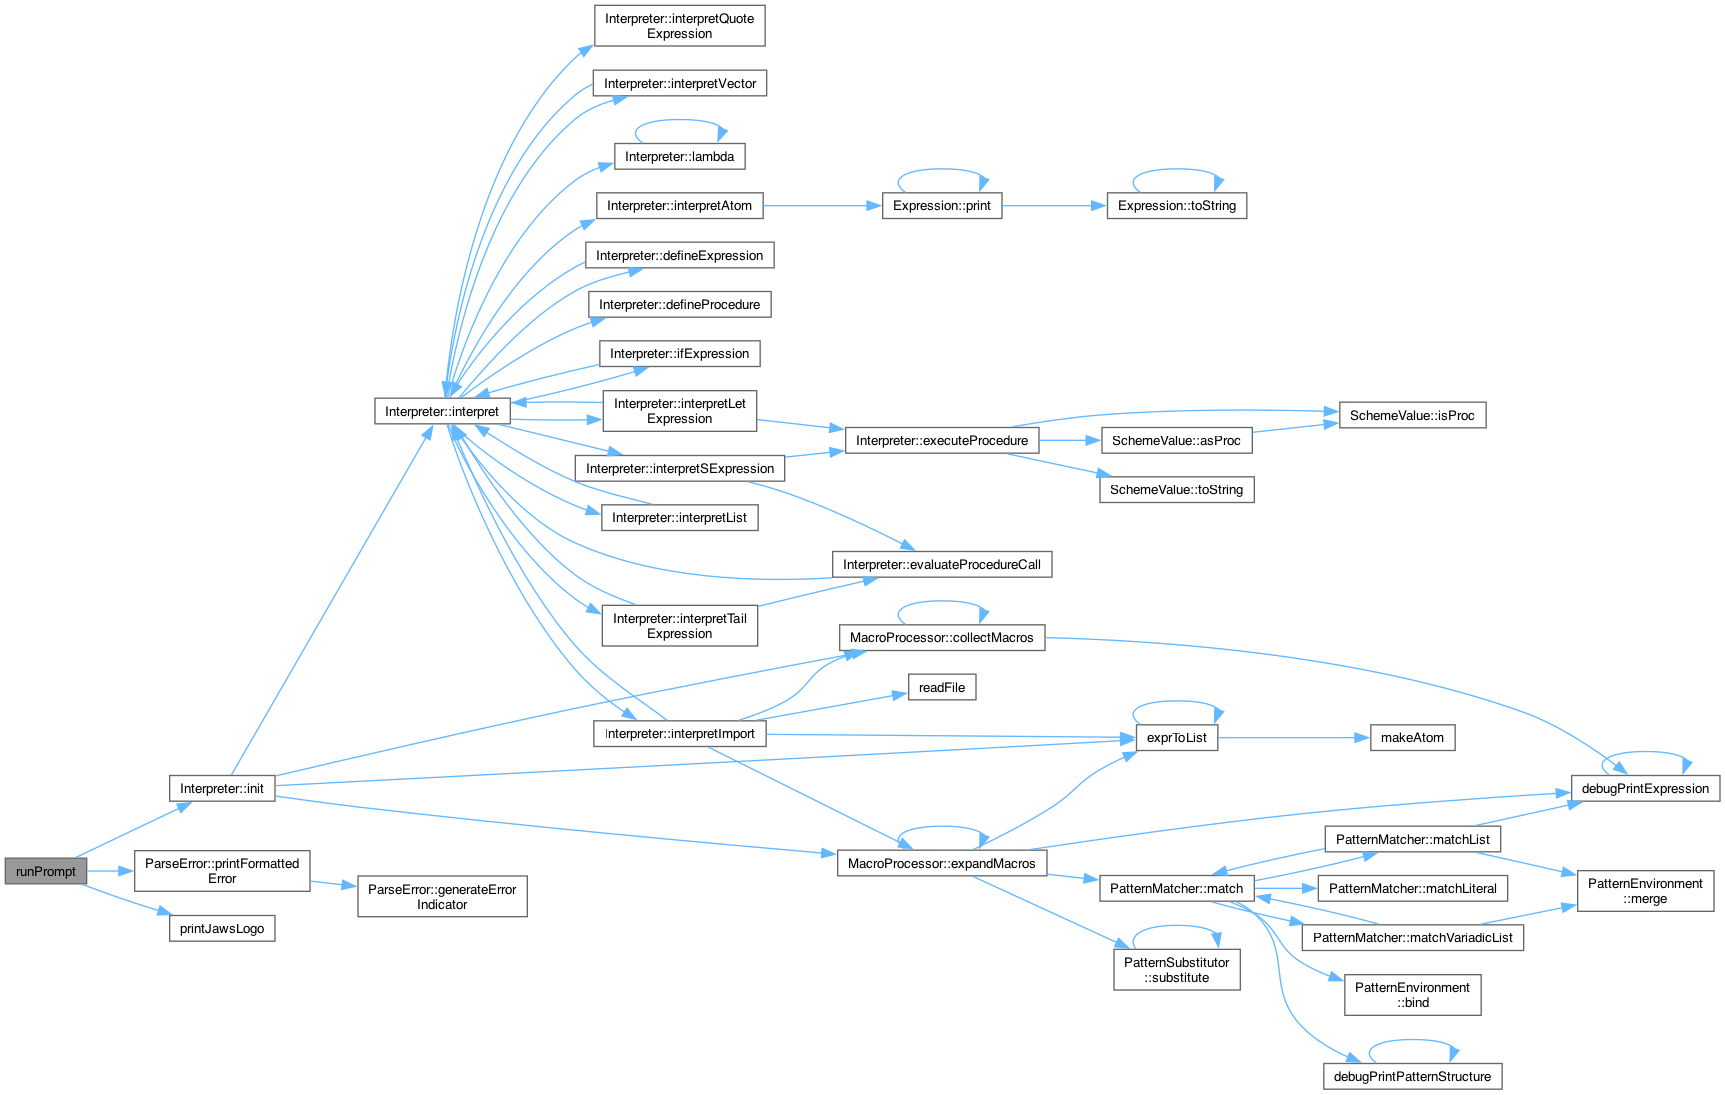 Interpreter::interpretQuote
Expression
Interpreter::interpretVector
Interpreter::lambda
Interpreter::interpretAtom
Expression::print
Expression::toString
Interpreter::defineExpression
Interpreter::defineProcedure
Interpreter::ifExpression
Interpreter::interpret
Interpreter::interpretLet
Expression
SchemeValue::isProc
Interpreter::executeProcedure
SchemeValue::asProc
Interpreter::interpretSExpression
SchemeValue::toString
Interpreter::interpretList
Interpreter::evaluateProcedureCall
Interpreter::interpretTail
Expression
MacroProcessor::collectMacros
readFile
Interpreter::interpretImport
exprToList
makeAtom
Interpreter::init
debugPrintExpression
PatternMatcher::matchList
runPrompt
ParseError::printFormatted
Error
MacroProcessor::expandMacros
ParseError::generateError
Indicator
PatternMatcher::match
PatternMatcher::matchLiteral
PatternEnvironment
::merge
printJawsLogo
PatternMatcher::matchVariadicList
PatternSubstitutor
::substitute
PatternEnvironment
::bind
debugPrintPatternStructure